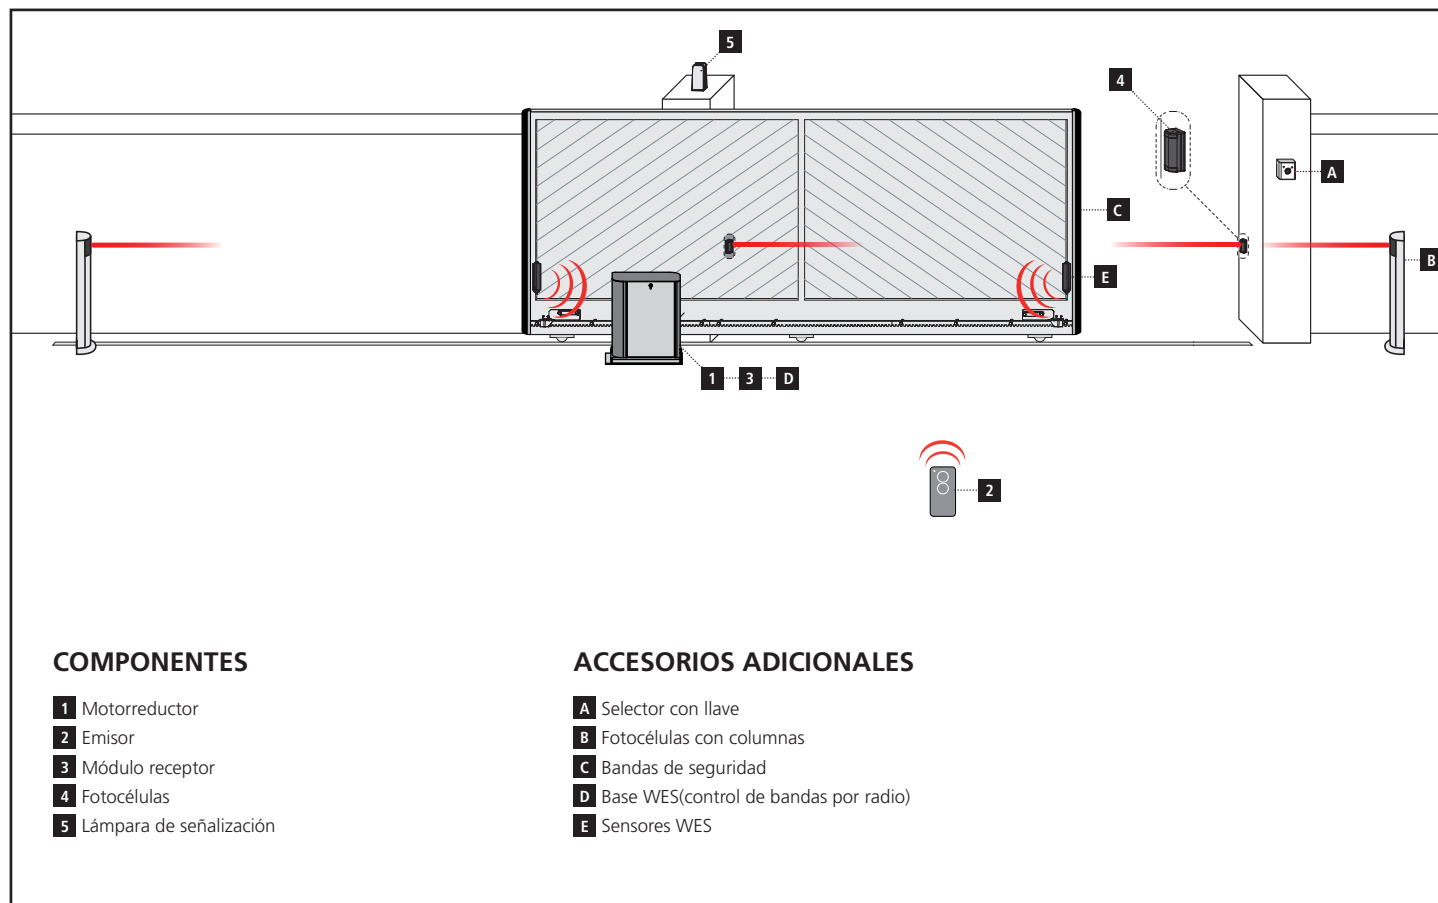 5
4
A
C
E
B
1 3 D
2
COMPONENTES
1 Motorreductor
2 Emisor
3 Módulo receptor
4 Fotocélulas
5 Lámpara de señalización
ACCESORIOS ADICIONALES
A Selector con llave
B Fotocélulas con columnas
C Bandas de seguridad
D Base WES(control de bandas por radio)
E Sensores WES